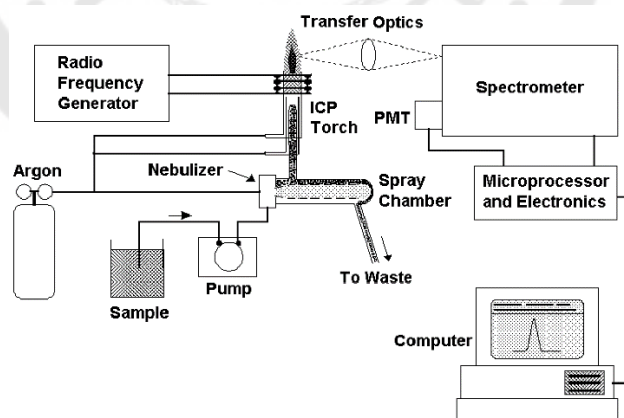 Transfer Optics
Radio
Frequency
Generator
Spectrometer
ICP
Torch
PMT
Argon
Nebulizer
Spray
Chamber
Microprocessor
and Electronics
To Waste
Pump
Sample
Computer